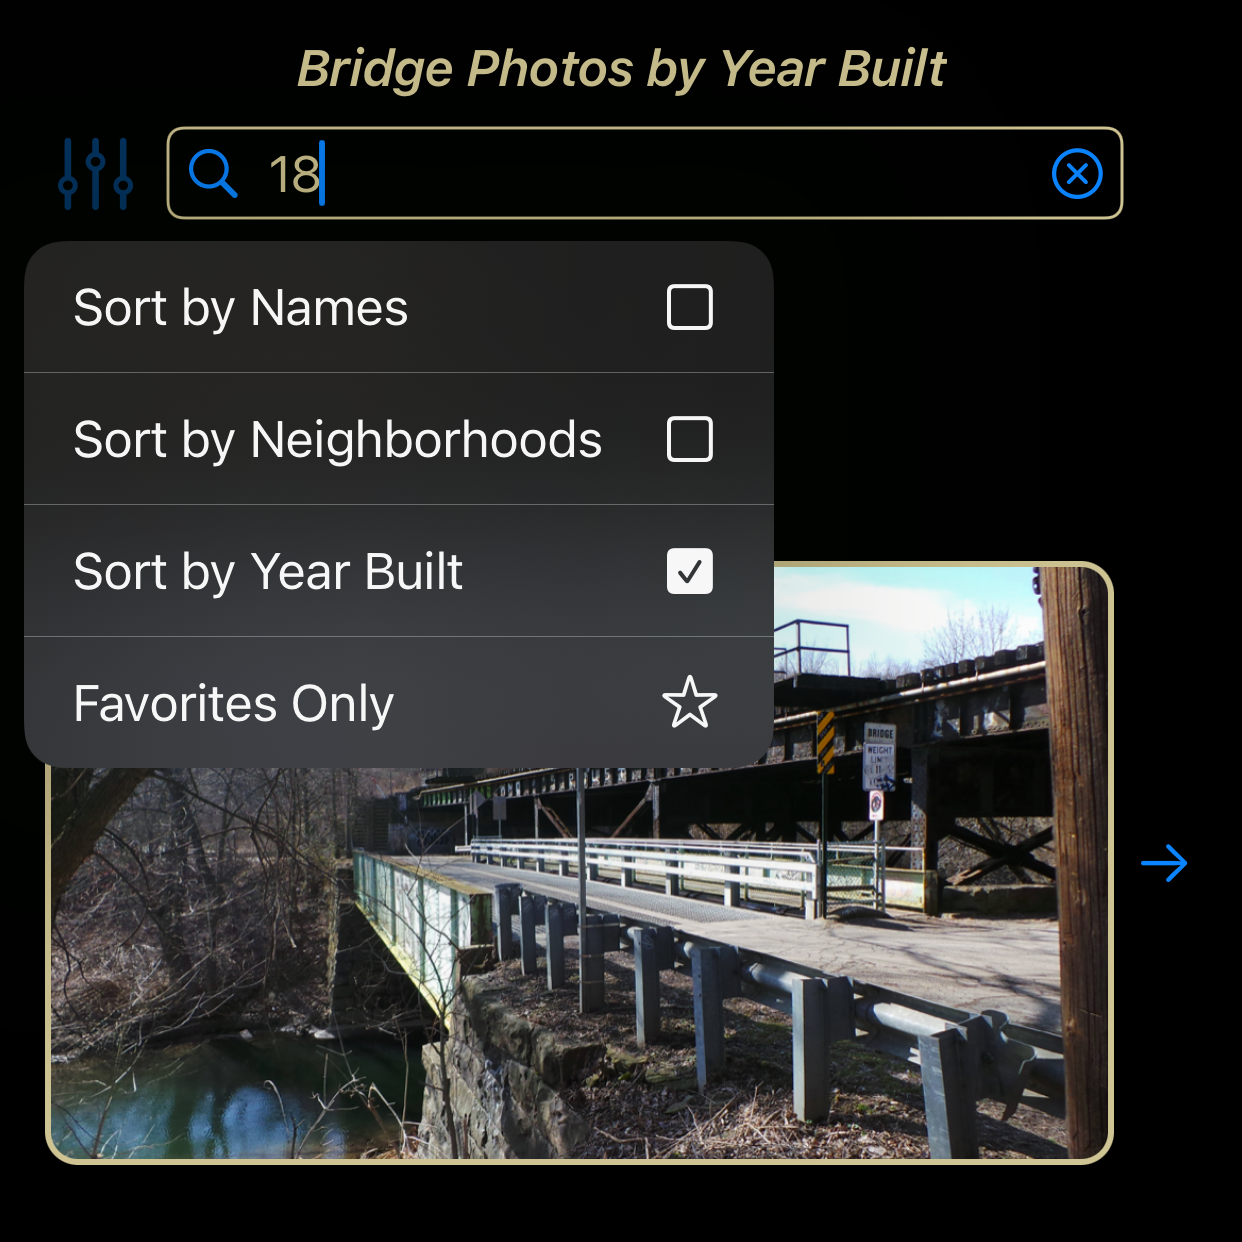 Bridge Photos by Year Built
18
Sort by Names
Sort by Neighborhoods
Sort by Year Built
Favorites Only
BRIDGE
WEIGHT